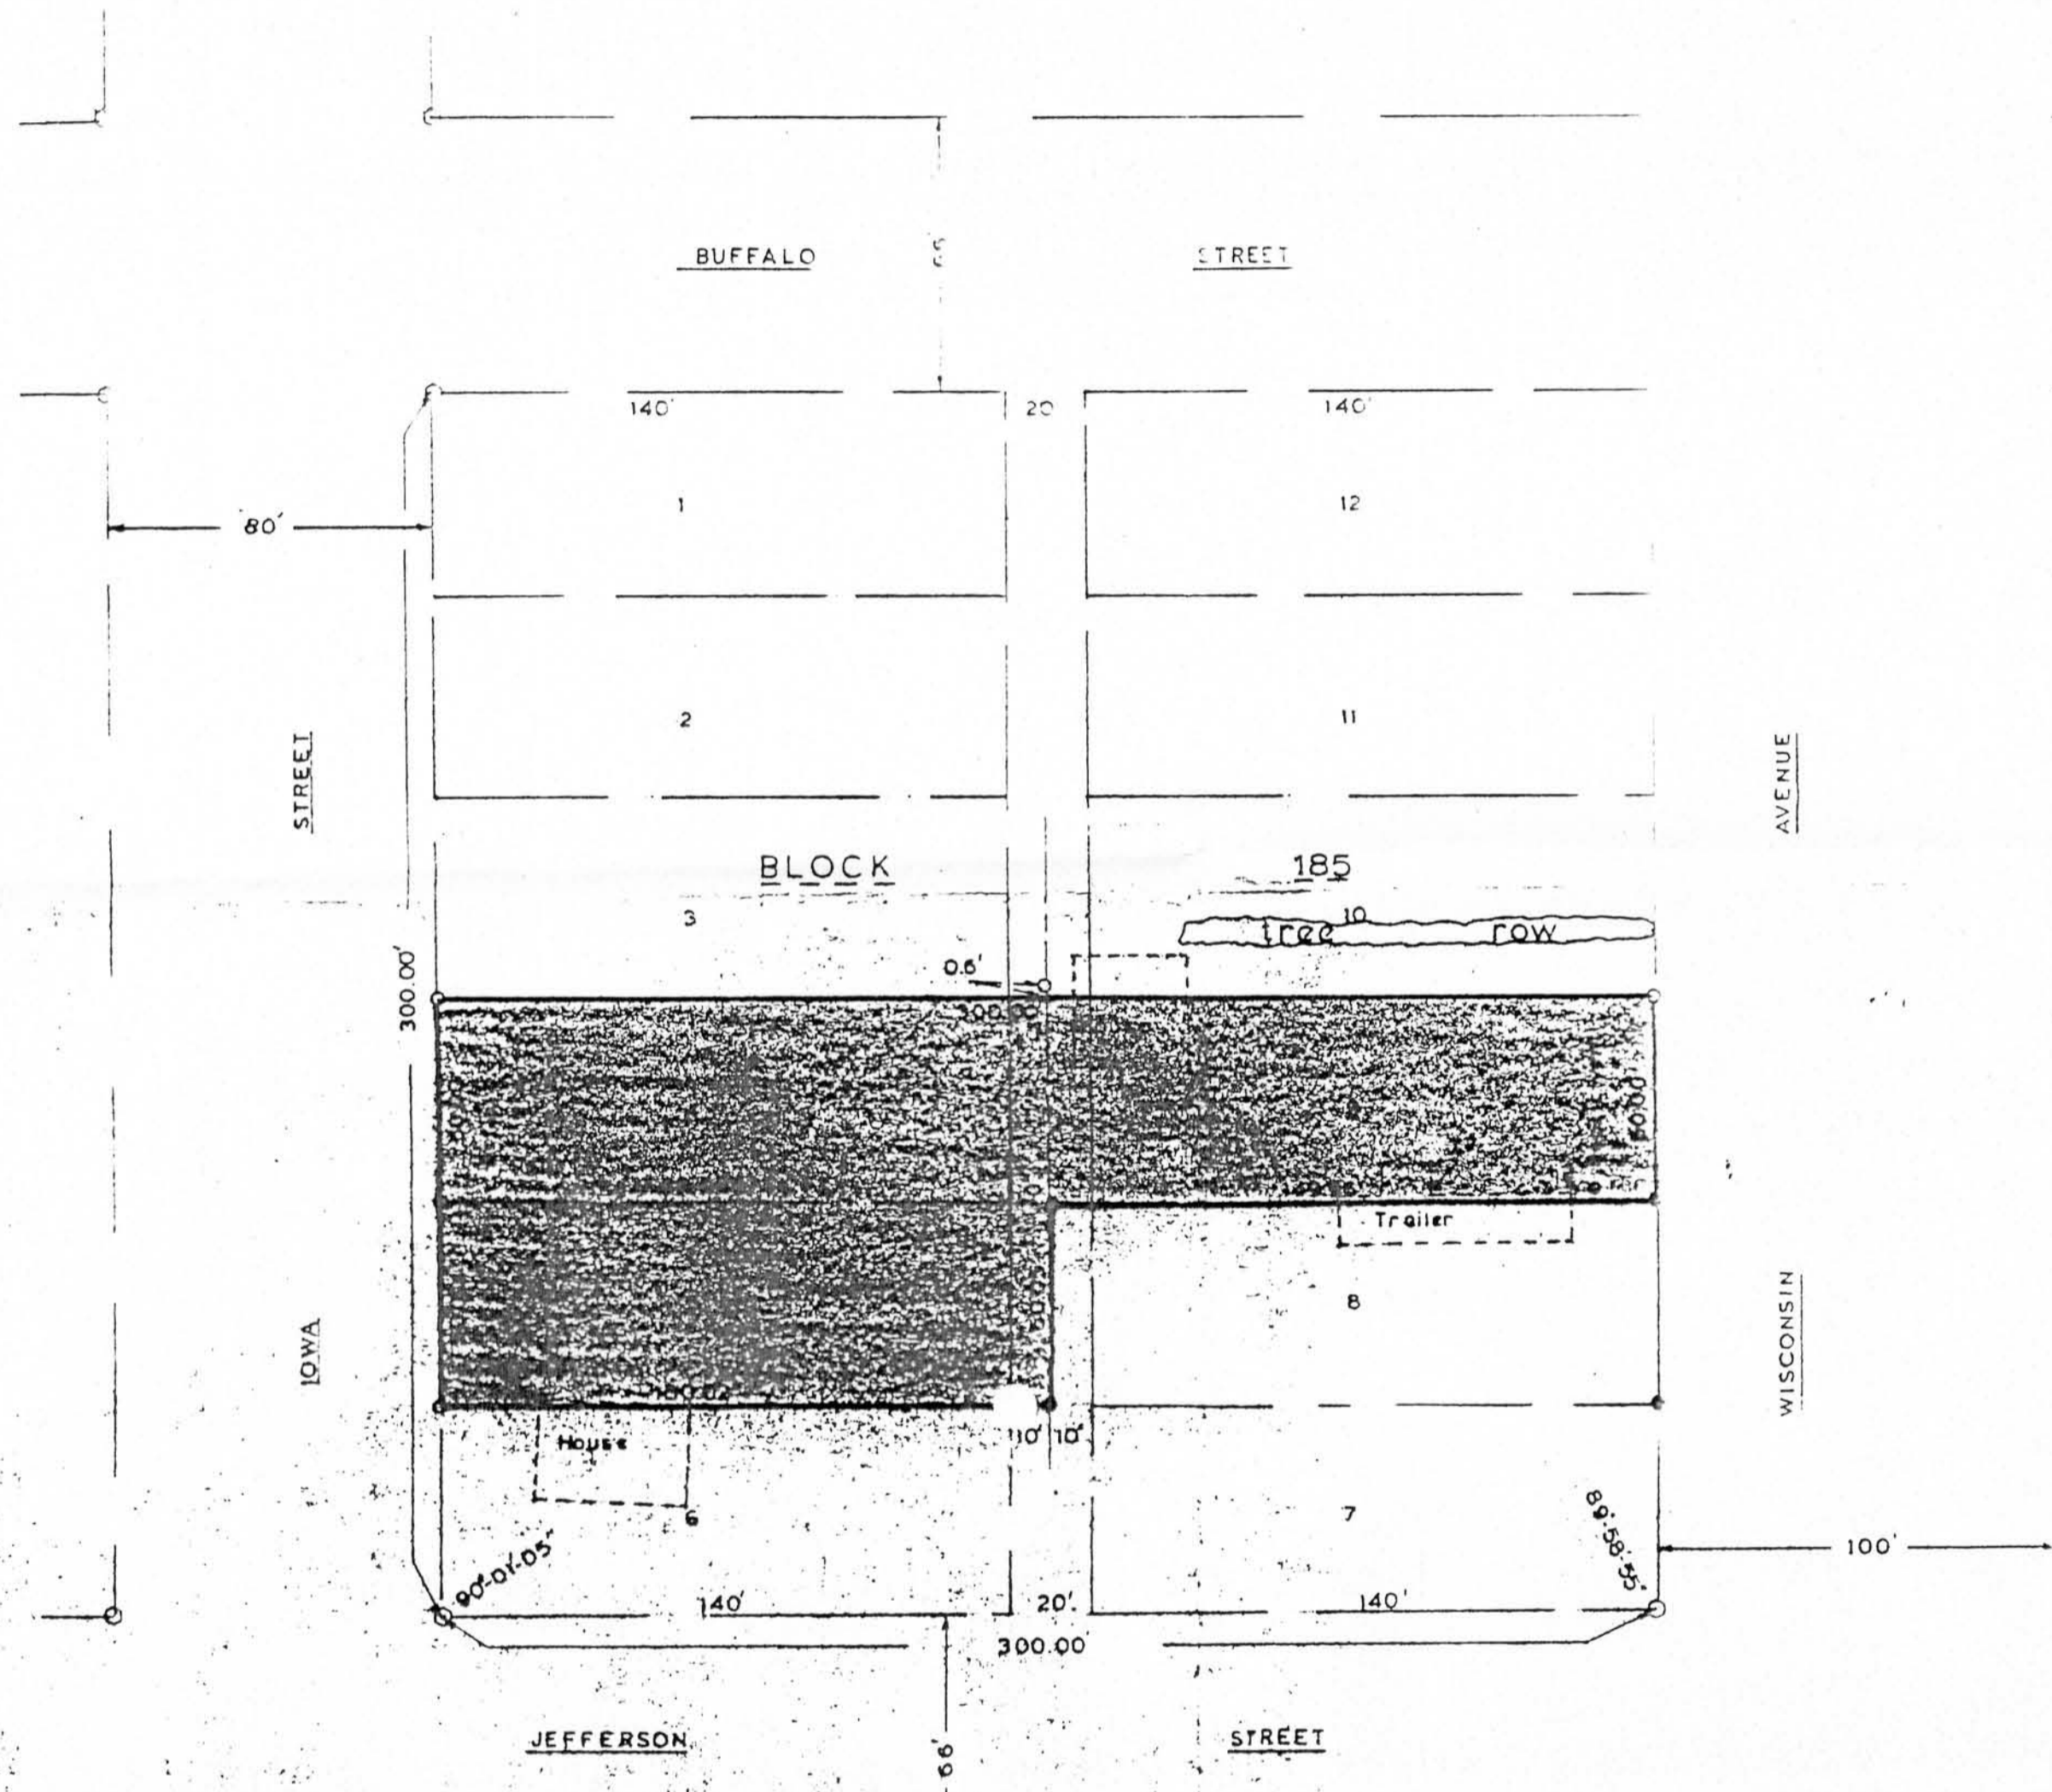 BUFFALO STREET
140' 20 140'
1 12
80'
2 11
STREET AVENUE
BLOCK 185
3 10
tree row
0.6'
300.00'
300.00
50.00
Trailer
8
IOWA WISCONSIN
10' 10'
House
6 7
90°-01'-05" 89°-58'-55"
100'
140' 20' 140'
300.00'
JEFFERSON STREET
66'